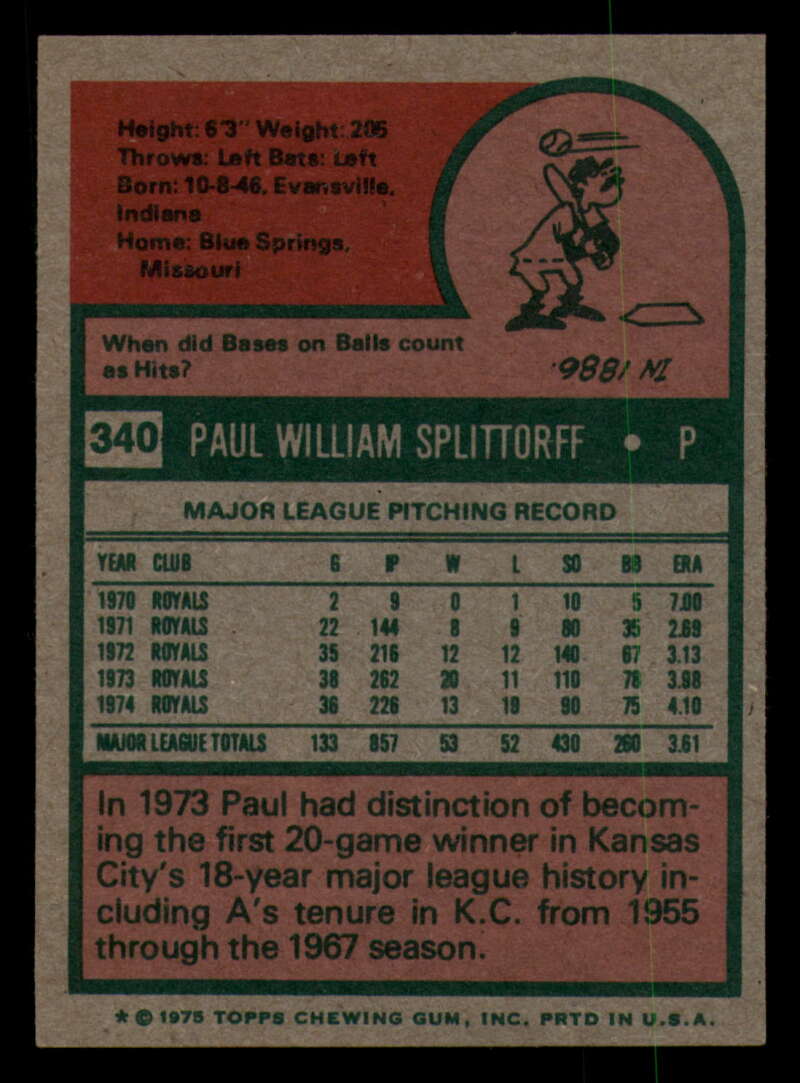 Height: 6'3" Weight: 205
Throws: Left Bats: Left
Born: 10-8-46, Evansville,
Indiana
Home: Blue Springs,
Missouri
When did Bases on Balls count
as Hits?
IN 1886.
340 PAUL WILLIAM SPLITTORFF • P
MAJOR LEAGUE PITCHING RECORD
YEAR CLUB G IP W L SO BB ERA
1970 ROYALS 2 9 0 1 10 5 7.00
1971 ROYALS 22 144 8 9 80 35 2.69
1972 ROYALS 35 216 12 12 140 67 3.13
1973 ROYALS 38 262 20 11 110 78 3.98
1974 ROYALS 36 226 13 19 90 75 4.10
MAJOR LEAGUE TOTALS 133 857 53 52 430 260 3.61
In 1973 Paul had distinction of becom-
ing the first 20-game winner in Kansas
City's 18-year major league history in-
cluding A's tenure in K.C. from 1955
through the 1967 season.
* © 1975 TOPPS CHEWING GUM, INC. PRTD IN U.S.A.